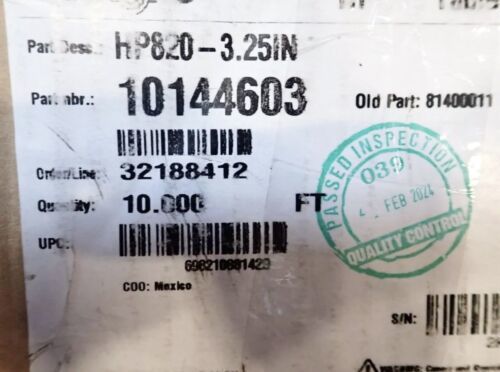 Part Desc.: HP820-3.25IN
Part nbr.: 10144603
Old Part: 81400011
Order/Line: 32188412
Quantity: 10.000 FT
UPC:
COO: Mexico
PASSED INSPECTION
039
FEB 2024
QUALITY CONTROL
S/N: